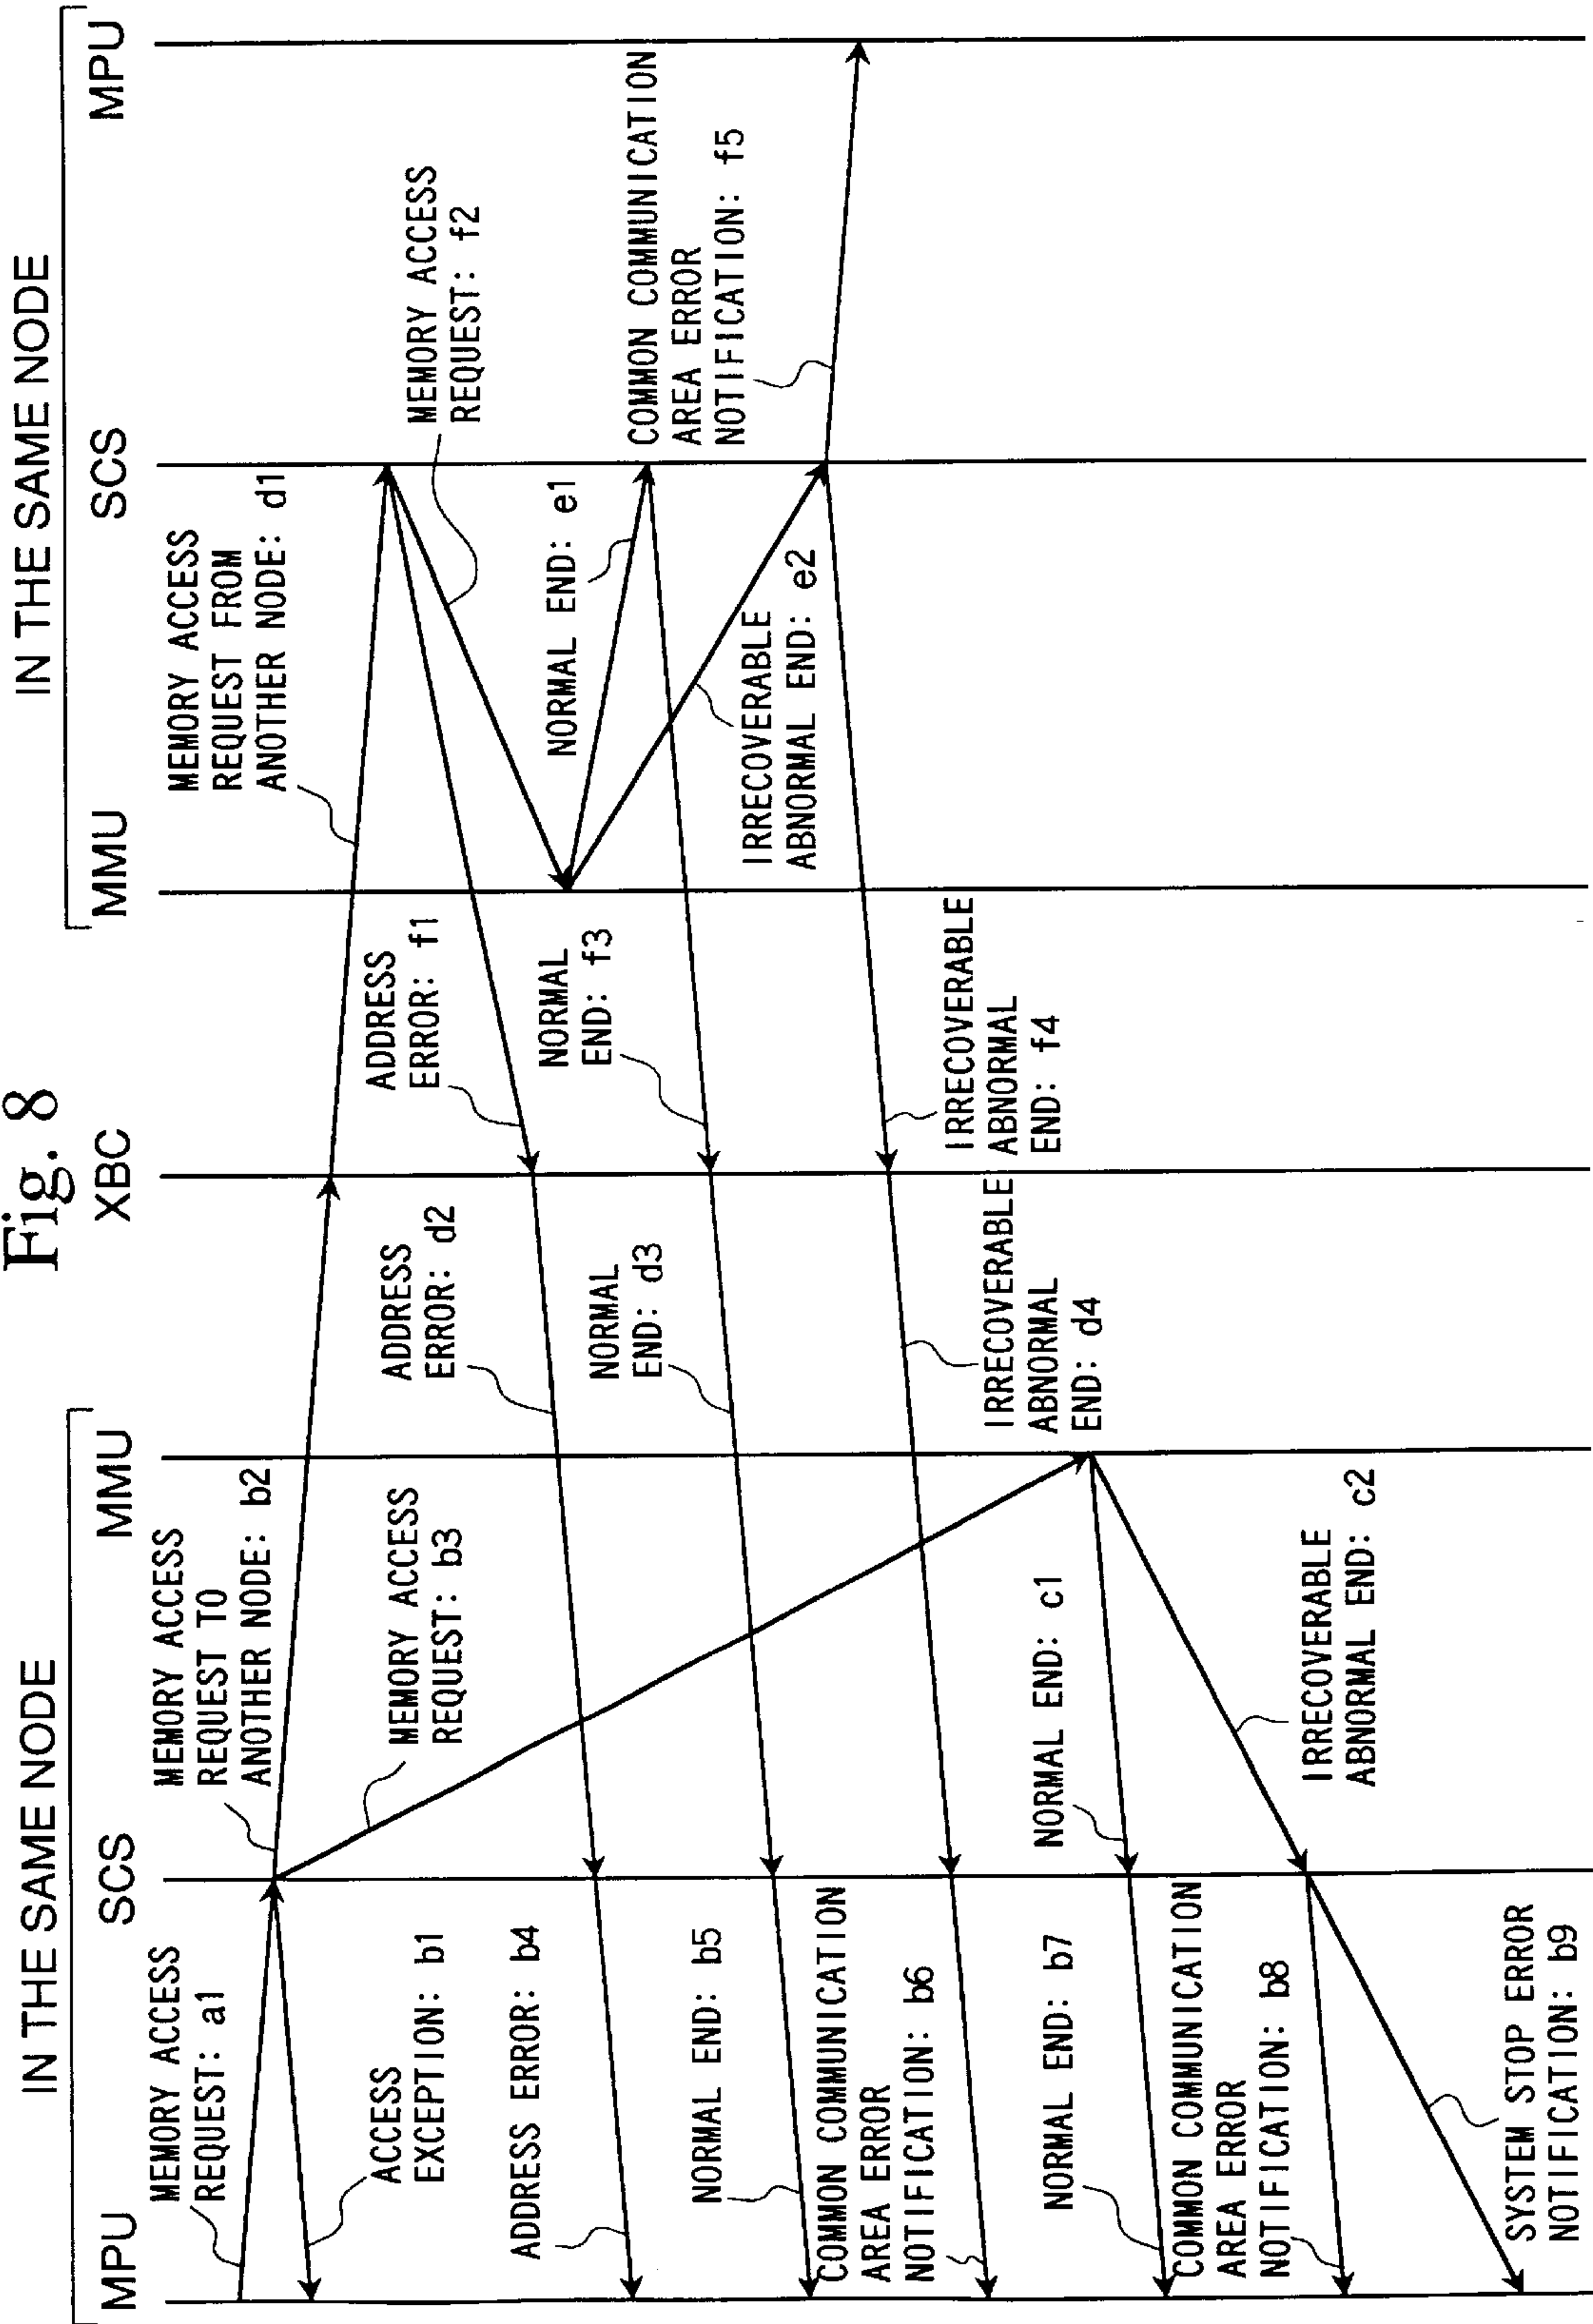 Fig. 8
IN THE SAME NODE
IN THE SAME NODE
MPU
SCS
MMU
XBC
MMU
SCS
MPU
MEMORY ACCESS
REQUEST: a1
MEMORY ACCESS
REQUEST TO
ANOTHER NODE: b2
MEMORY ACCESS
REQUEST FROM
ANOTHER NODE: d1
ACCESS
EXCEPTION: b1
MEMORY ACCESS
REQUEST: b3
ADDRESS
ERROR: d2
ADDRESS
ERROR: f1
MEMORY ACCESS
REQUEST: f2
ADDRESS ERROR: b4
NORMAL
END: d3
NORMAL
END: f3
NORMAL END: e1
COMMON COMMUNICATION
AREA ERROR
NOTIFICATION: f5
NORMAL END: b5
IRRECOVERABLE
ABNORMAL END: e2
COMMON COMMUNICATION
AREA ERROR
NOTIFICATION: b6
IRRECOVERABLE
ABNORMAL
END: d4
IRRECOVERABLE
ABNORMAL
END: f4
NORMAL END: b7
NORMAL END: c1
COMMON COMMUNICATION
AREA ERROR
NOTIFICATION: b8
IRRECOVERABLE
ABNORMAL END: c2
SYSTEM STOP ERROR
NOTIFICATION: b9